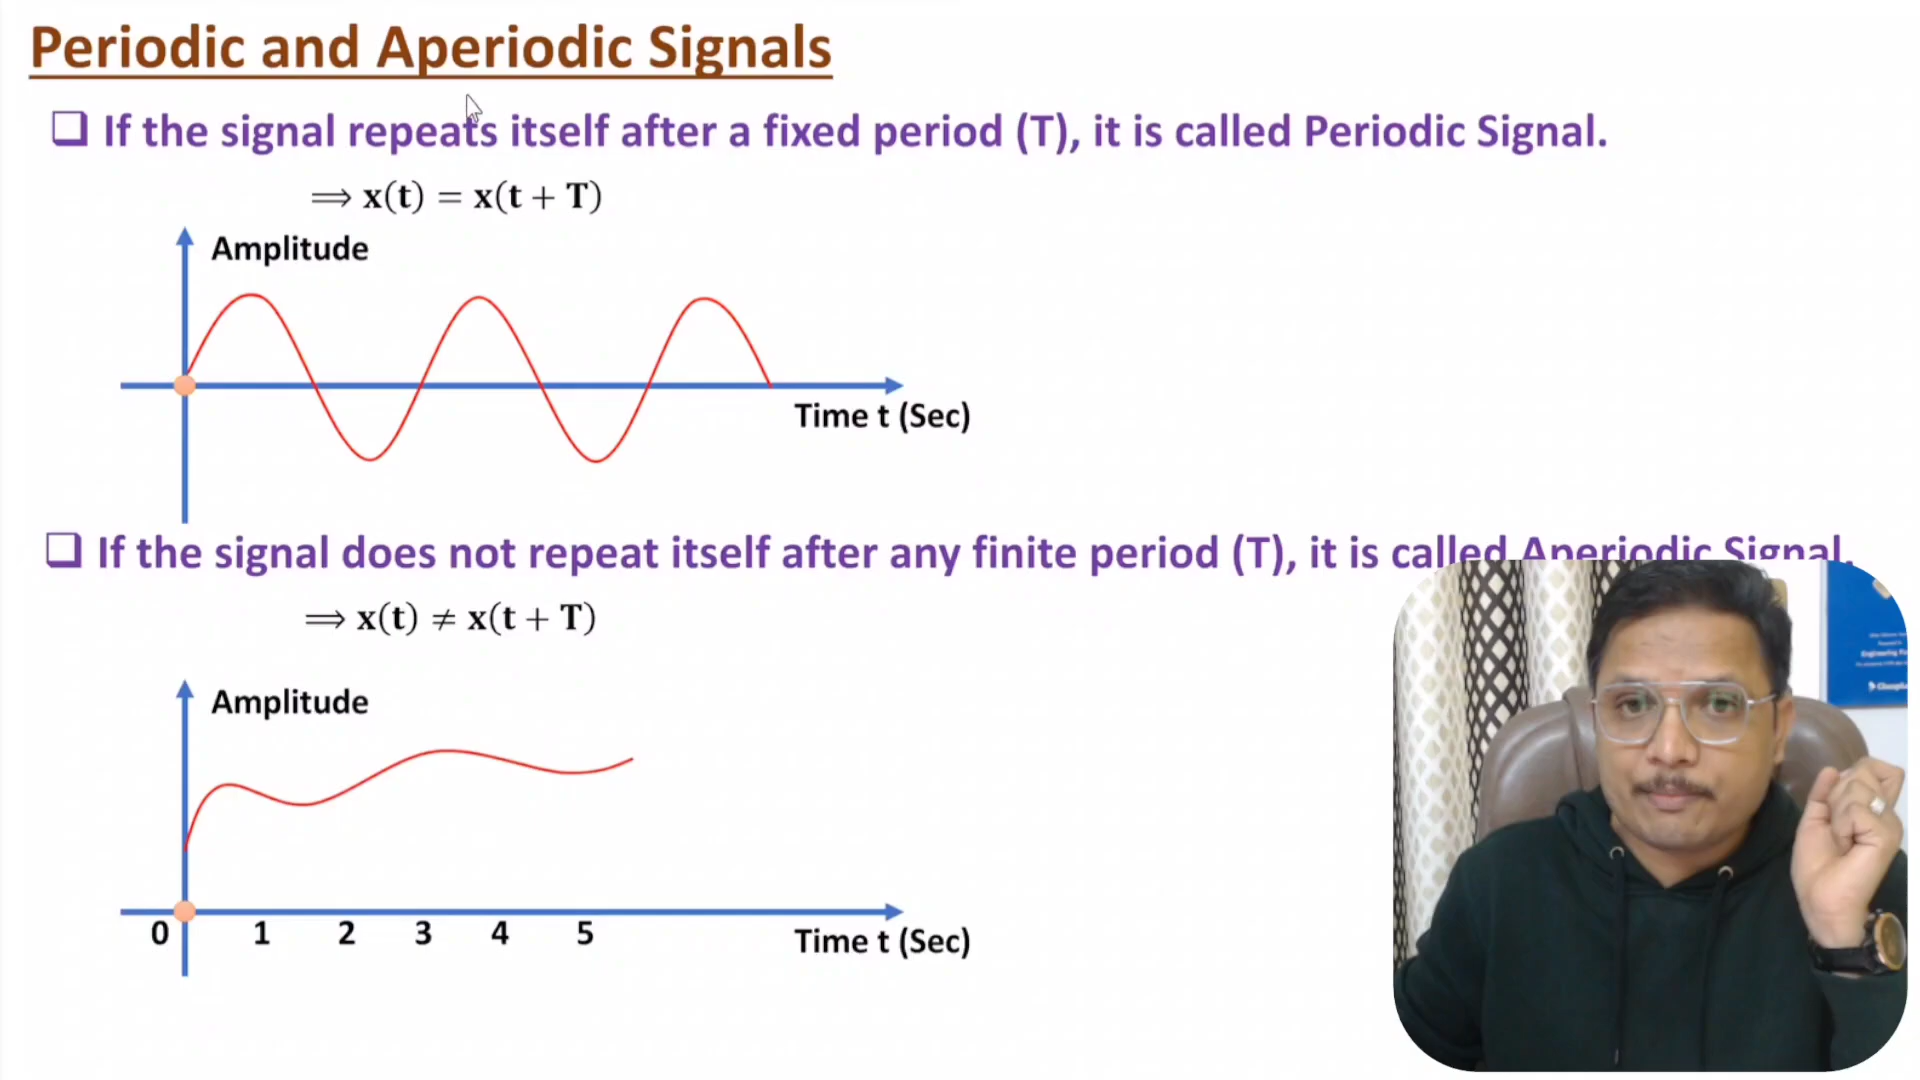 Periodic and Aperiodic Signals
❑ If the signal repeats itself after a fixed period (T), it is called Periodic Signal.
⟹ x(t) = x(t + T)
Amplitude
Time t (Sec)
❑ If the signal does not repeat itself after any finite period (T), it is called Aperiodic Signal.
⟹ x(t) ≠ x(t + T)
Amplitude
0 1 2 3 4 5
Time t (Sec)